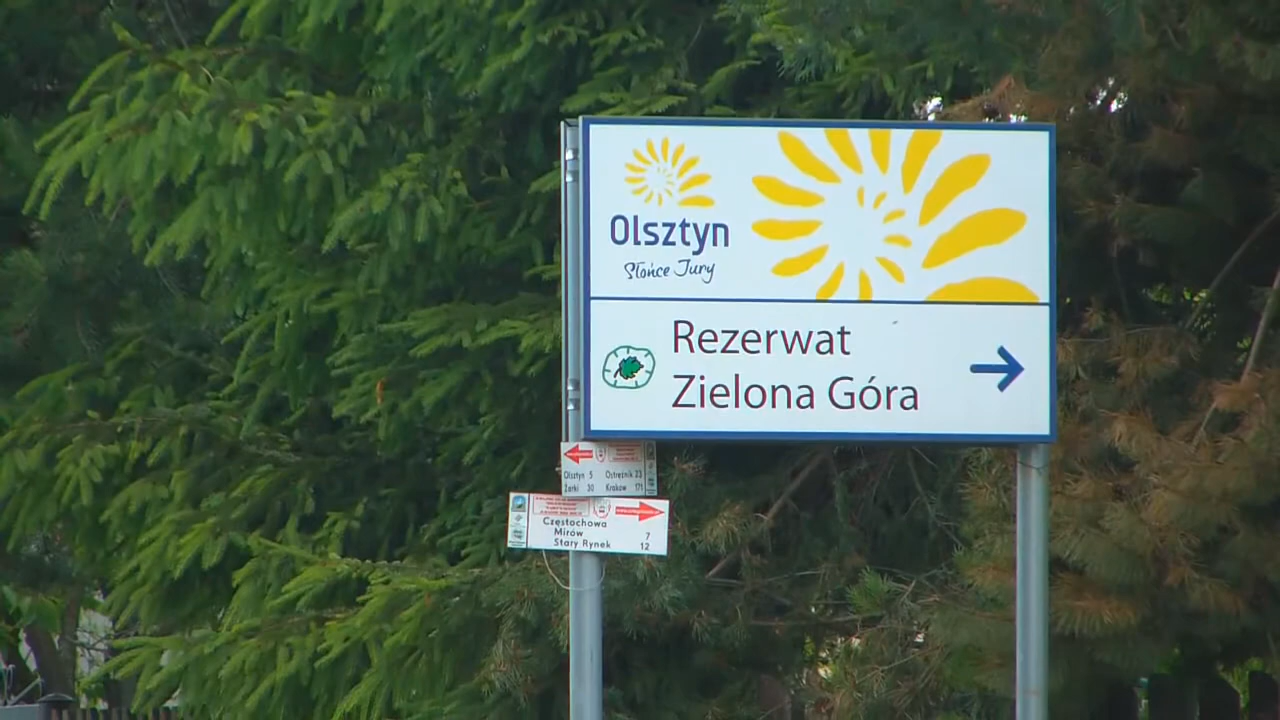 Olsztyn
Słońce Jury
Rezerwat
Zielona Góra
Olsztyn 5 Ostrężnik 23
Żarki 30 Kraków 171
Częstochowa
Mirów 7
Stary Rynek 12